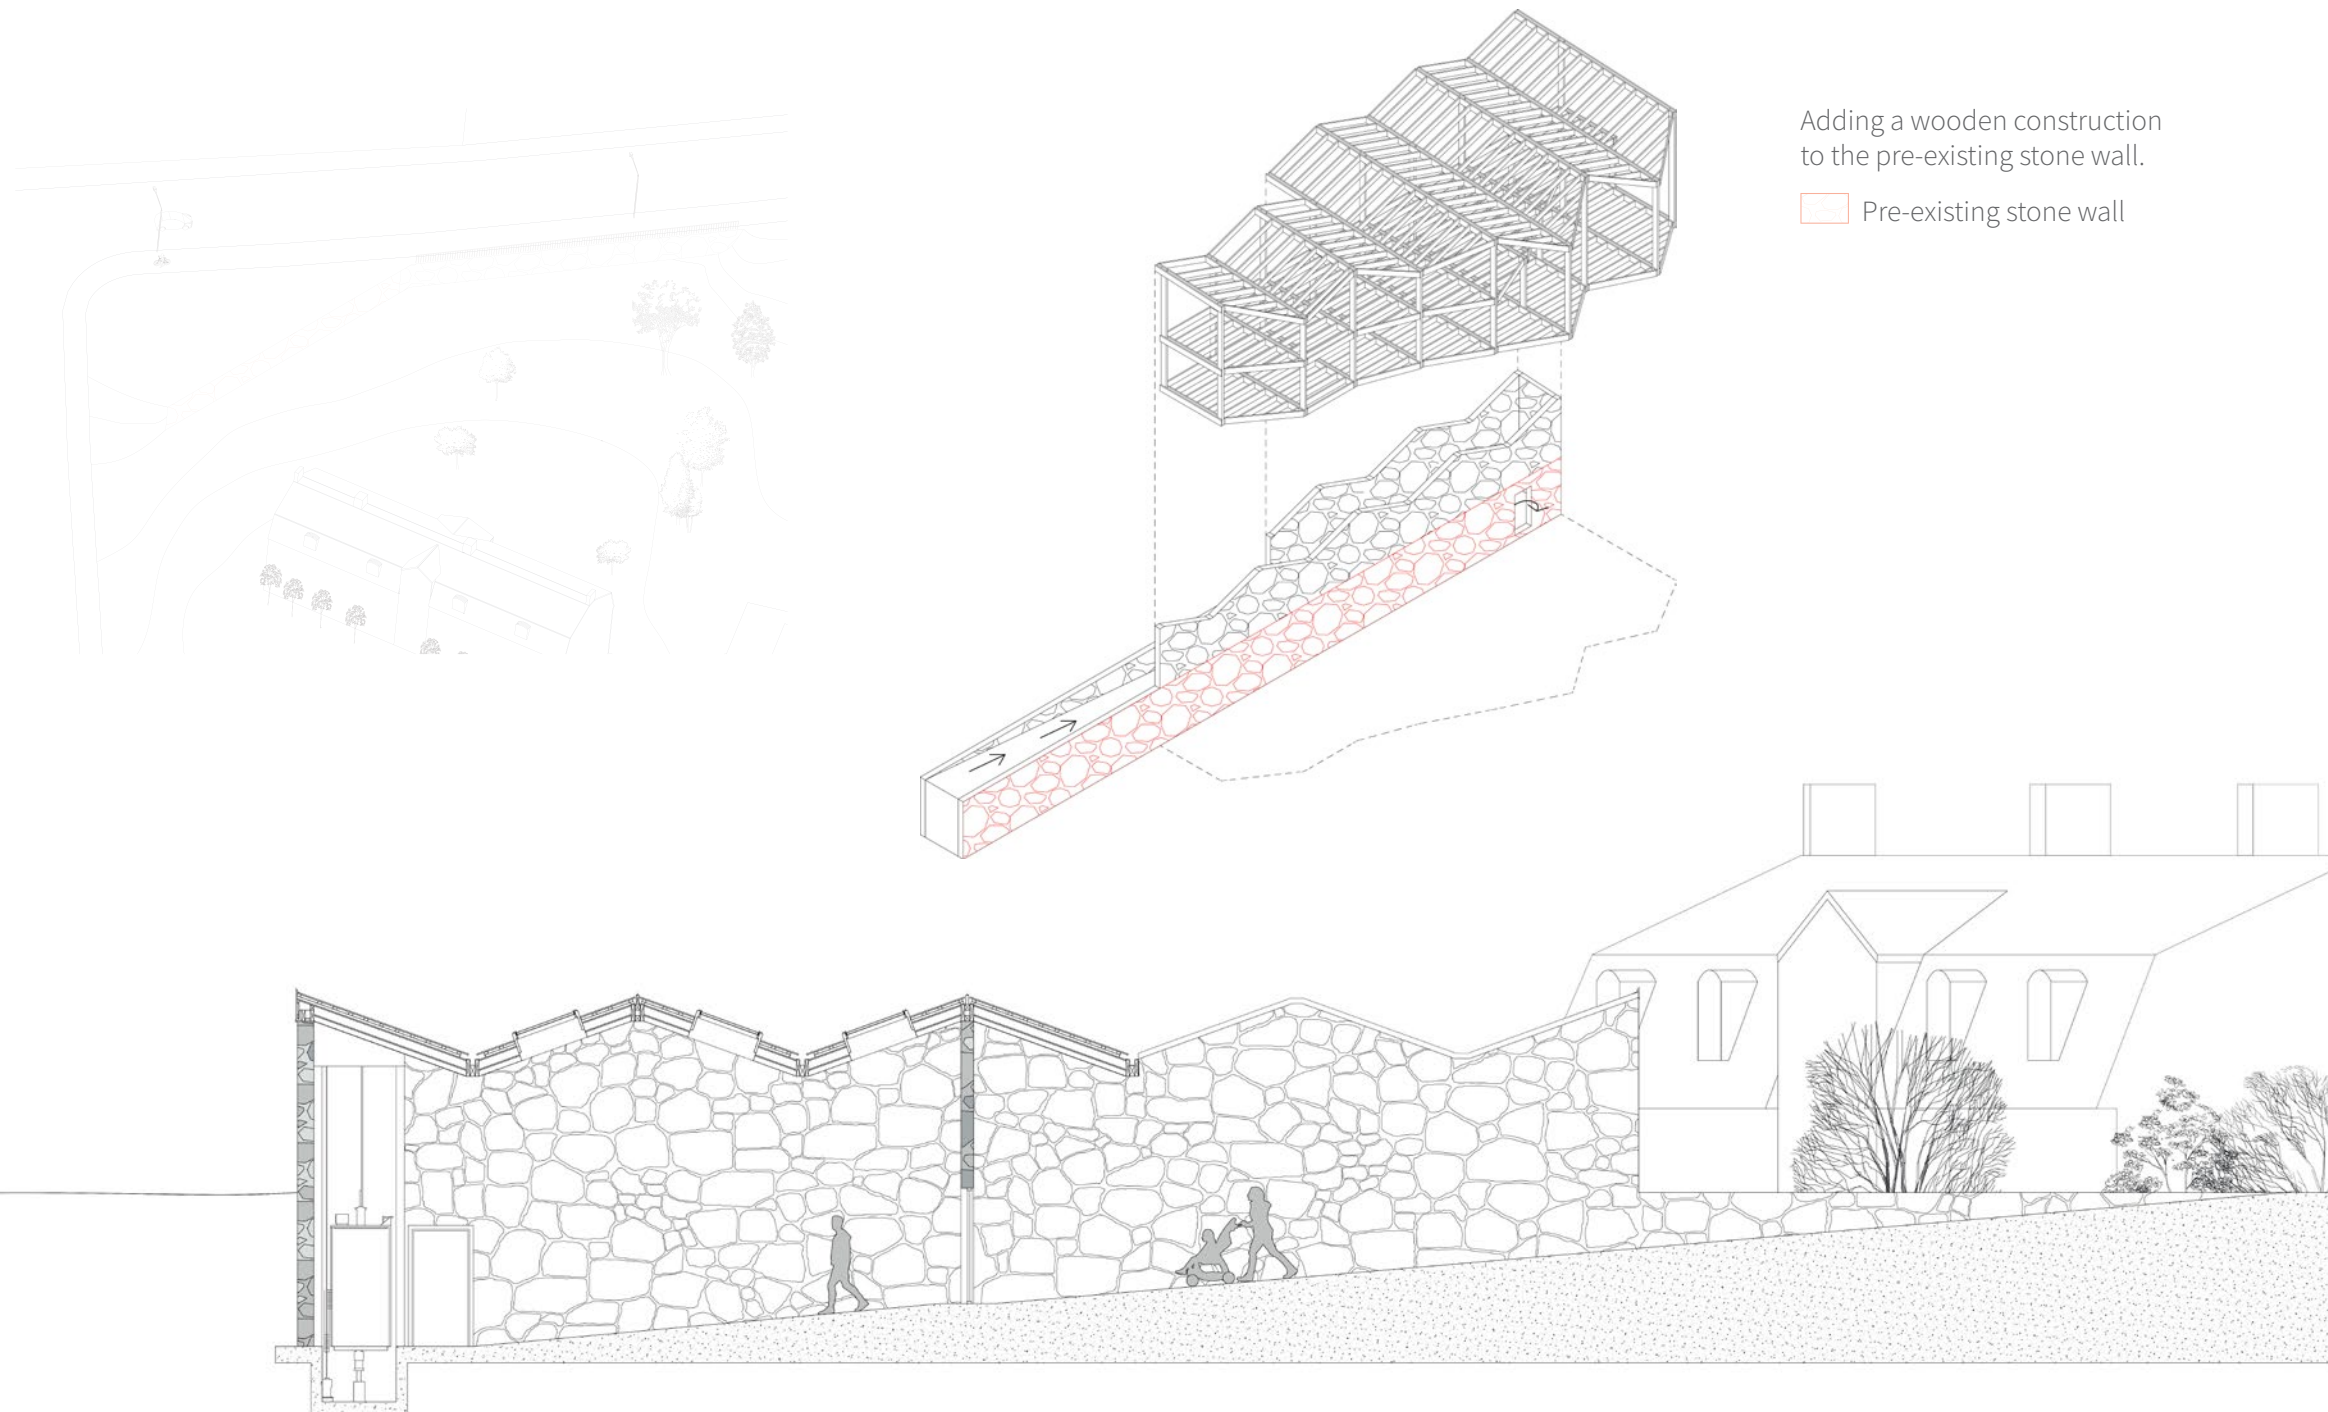 Adding a wooden construction
to the pre-existing stone wall.
Pre-existing stone wall